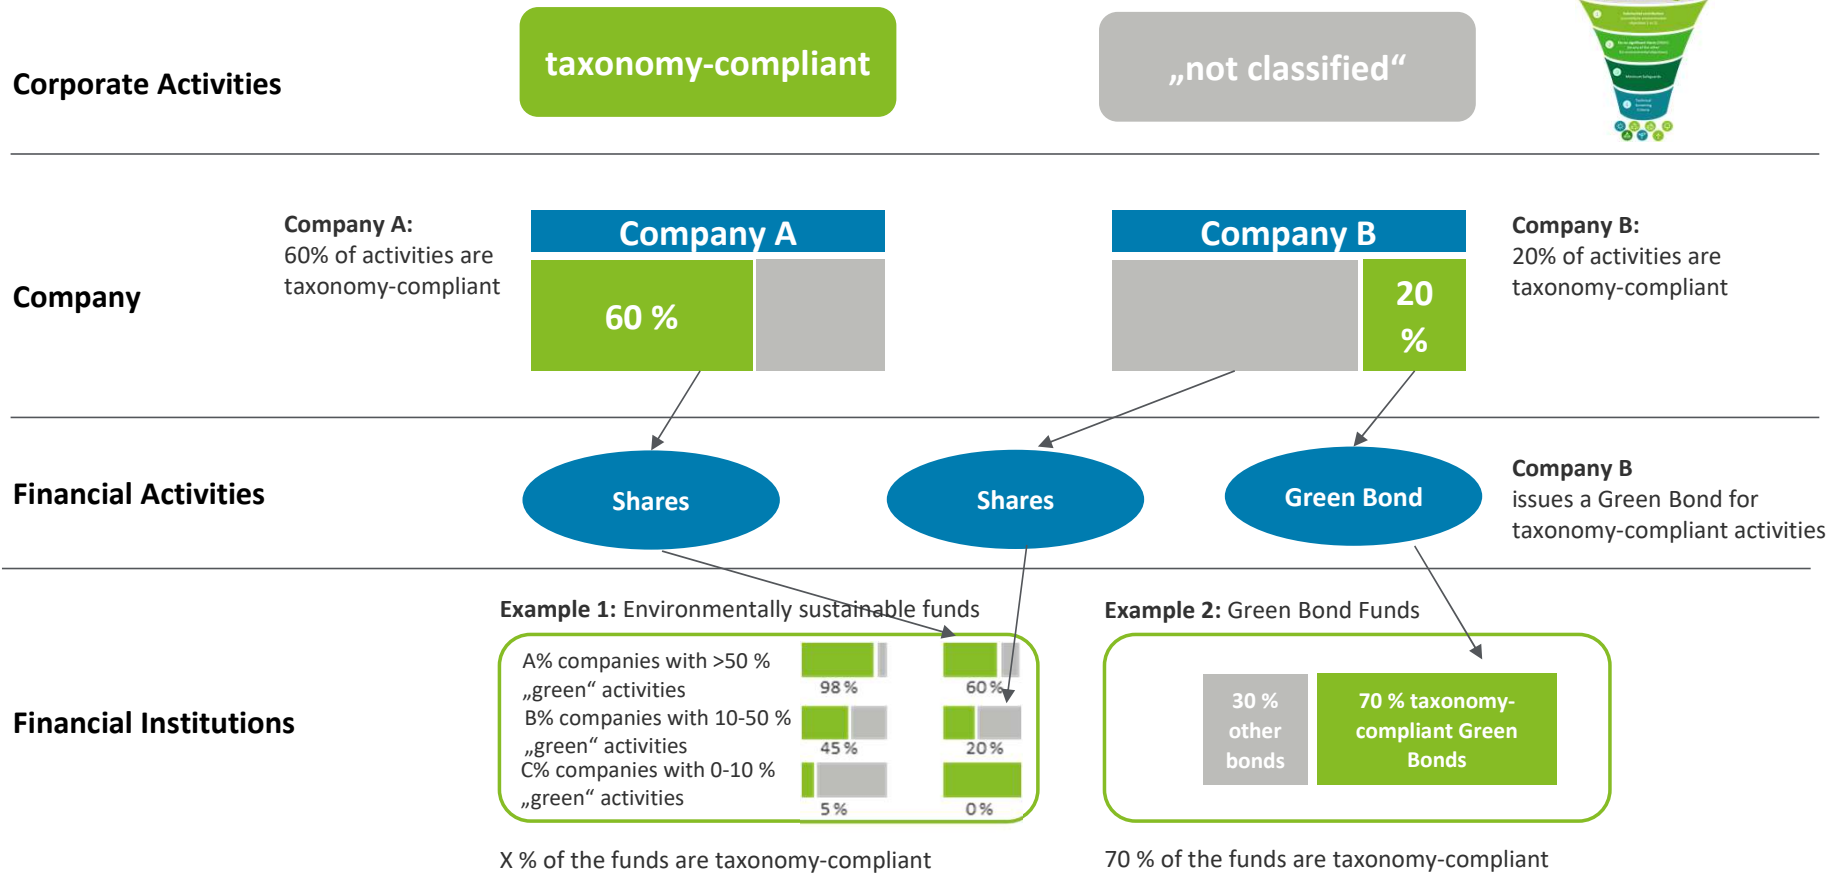 taxonomy-compliant
„not classified“
Corporate Activities
Minimum Safeguards
Company A:
60% of activities are
taxonomy-compliant
Company A
60 %
Company B
20
%
Company B:
20% of activities are
taxonomy-compliant
Company
Financial Activities
Shares
Shares
Green Bond
Company B
issues a Green Bond for
taxonomy-compliant activities
Example 1: Environmentally sustainable funds
A% companies with >50 %
„green“ activities
98 %
60 %
B% companies with 10-50 %
„green“ activities
45 %
20 %
C% companies with 0-10 %
„green“ activities
5 %
0 %
X % of the funds are taxonomy-compliant
Financial Institutions
Example 2: Green Bond Funds
30 %
other
bonds
70 % taxonomy-
compliant Green
Bonds
70 % of the funds are taxonomy-compliant